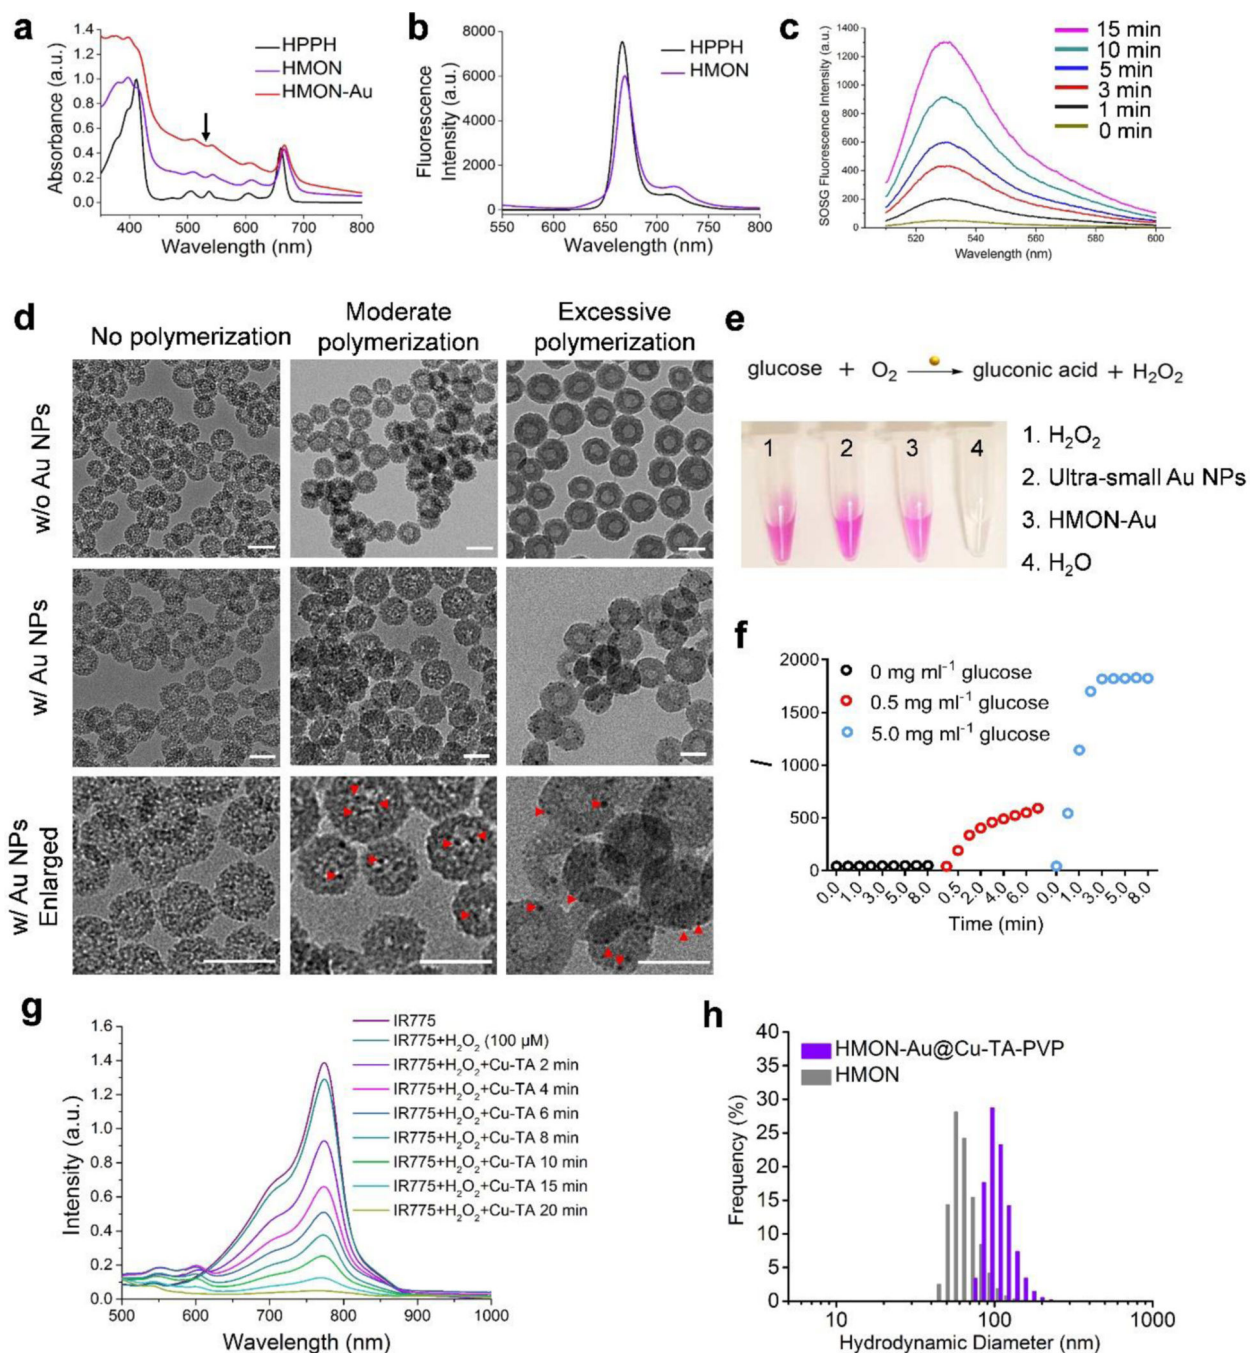 a
1.4
1.2
1.0
0.8
0.6
0.4
0.2
0.0
Absorbance (a.u.)
HPPH
HMON
HMON-Au
400 500 600 700 800
Wavelength (nm)
b
8000
6000
4000
2000
0
Fluorescence
Intensity (a.u.)
HPPH
HMON
550 600 650 700 750 800
Wavelength (nm)
c
1400
1200
1000
800
600
400
200
0
SOSG Fluorescence Intensity (a.u.)
15 min
10 min
5 min
3 min
1 min
0 min
520 540 560 580 600
Wavelength (nm)
d
No polymerization
Moderate
polymerization
Excessive
polymerization
w/o Au NPs
w/ Au NPs
w/ Au NPs
Enlarged
e
glucose + O₂ → gluconic acid + H₂O₂
1 2 3 4
1. H₂O₂
2. Ultra-small Au NPs
3. HMON-Au
4. H₂O
f
2000
1500
1000
500
0
I
0 mg ml⁻¹ glucose
0.5 mg ml⁻¹ glucose
5.0 mg ml⁻¹ glucose
0.0 1.0 3.0 5.0 8.0 0.5 2.0 4.0 6.0 0.0 1.0 3.0 5.0 8.0
Time (min)
g
1.6
1.4
1.2
1.0
0.8
0.6
0.4
0.2
0.0
Intensity (a.u.)
IR775
IR775+H₂O₂ (100 μM)
IR775+H₂O₂+Cu-TA 2 min
IR775+H₂O₂+Cu-TA 4 min
IR775+H₂O₂+Cu-TA 6 min
IR775+H₂O₂+Cu-TA 8 min
IR775+H₂O₂+Cu-TA 10 min
IR775+H₂O₂+Cu-TA 15 min
IR775+H₂O₂+Cu-TA 20 min
500 600 700 800 900 1000
Wavelength (nm)
h
40
35
30
25
20
15
10
5
0
Frequency (%)
HMON-Au@Cu-TA-PVP
HMON
10 100 1000
Hydrodynamic Diameter (nm)